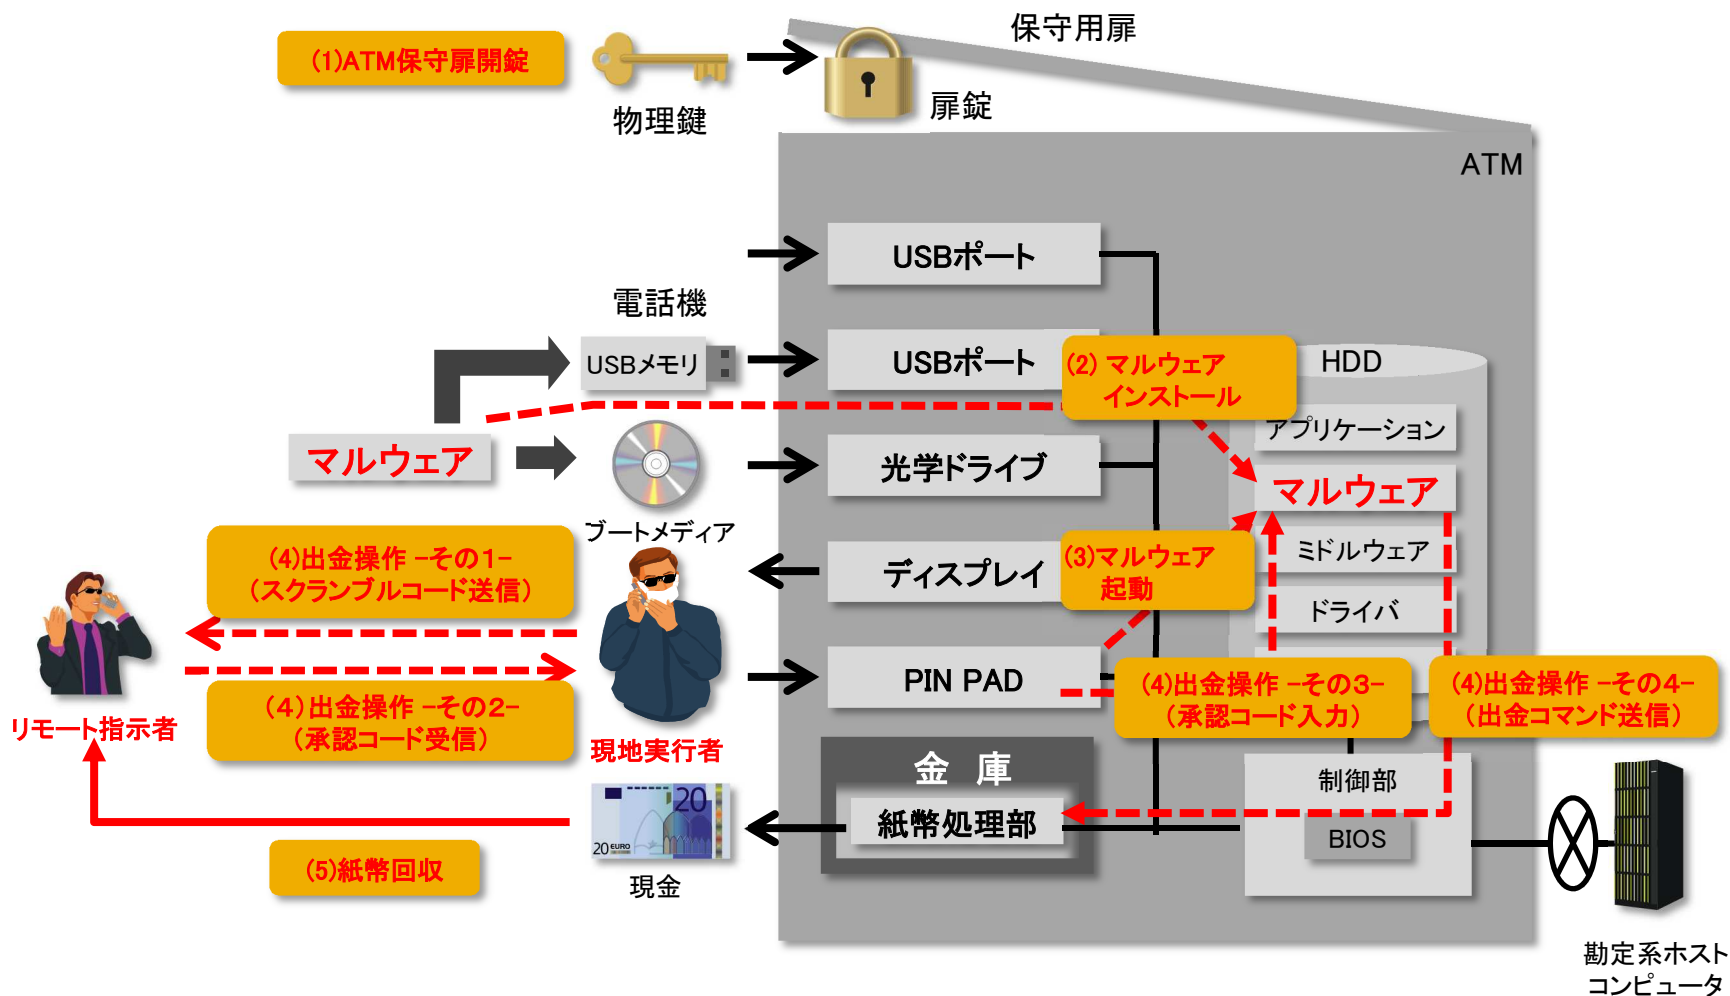 保守用扉
(1)ATM保守扉開錠
物理鍵
扉錠
ATM
USBポート
電話機
USBメモリ
USBポート
(2) マルウェア
インストール
HDD
アプリケーション
マルウェア
光学ドライブ
マルウェア
ブートメディア
(4)出金操作 –その１–
(スクランブルコード送信)
ディスプレイ
(3)マルウェア
起動
ミドルウェア
ドライバ
PIN PAD
(4)出金操作 –その３–
(承認コード入力)
(4)出金操作 –その４–
(出金コマンド送信)
(４)出金操作 –その２–
(承認コード受信)
リモート指示者
現地実行者
金 庫
紙幣処理部
制御部
BIOS
20
20 EURO
(5)紙幣回収
現金
勘定系ホスト
コンピュータ